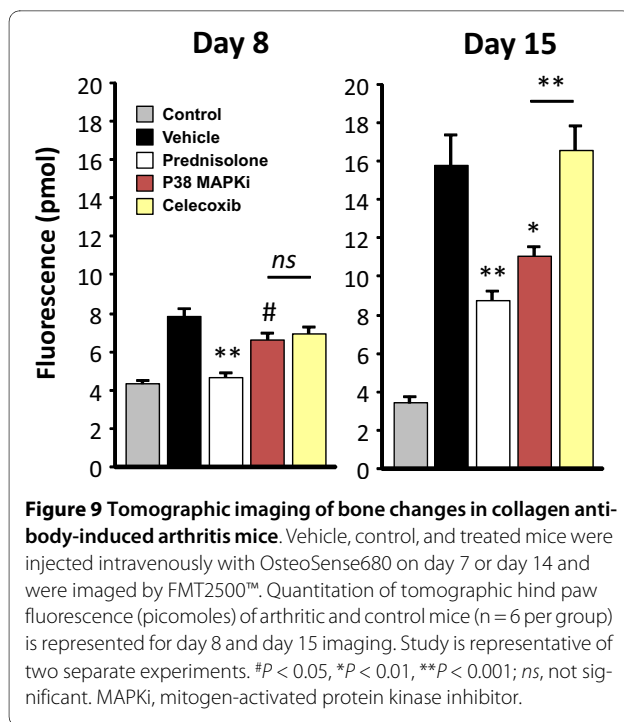 Day 8
Day 15
Fluorescence (pmol)
20
18
16
14
12
10
8
6
4
2
0
Control
Vehicle
Prednisolone
P38 MAPKi
Celecoxib
**
#
ns
20
18
16
14
12
10
8
6
4
2
0
**
*
**
Figure 9 Tomographic imaging of bone changes in collagen anti-
body-induced arthritis mice. Vehicle, control, and treated mice were
injected intravenously with OsteoSense680 on day 7 or day 14 and
were imaged by FMT2500™. Quantitation of tomographic hind paw
fluorescence (picomoles) of arthritic and control mice (n = 6 per group)
is represented for day 8 and day 15 imaging. Study is representative of
two separate experiments. #P < 0.05, *P < 0.01, **P < 0.001; ns, not sig-
nificant. MAPKi, mitogen-activated protein kinase inhibitor.